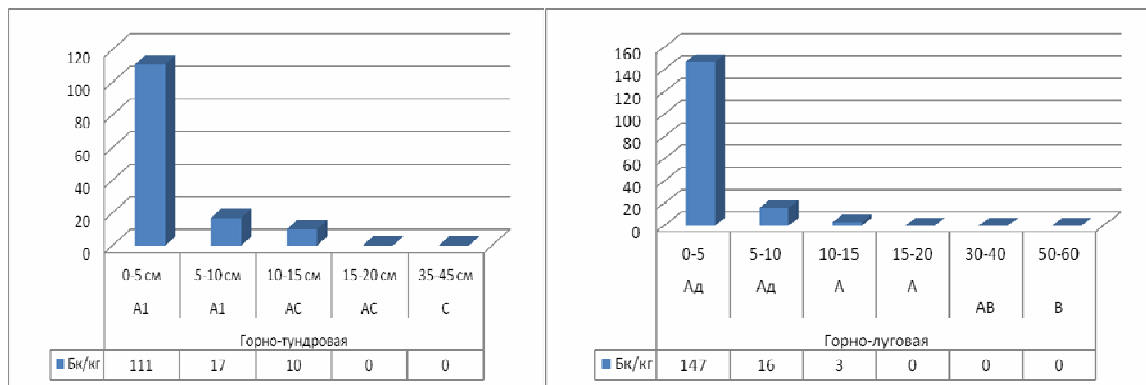 120
100
80
60
40
20
0
0-5 см 5-10 см 10-15 см 15-20 см 35-45 см
А1 А1 АС АС С
Горно-тундровая
Бк/кг 111 17 10 0 0
160
140
120
100
80
60
40
20
0
0-5 5-10 10-15 15-20 30-40 50-60
Ад Ад А А АВ В
Горно-луговая
Бк/кг 147 16 3 0 0 0